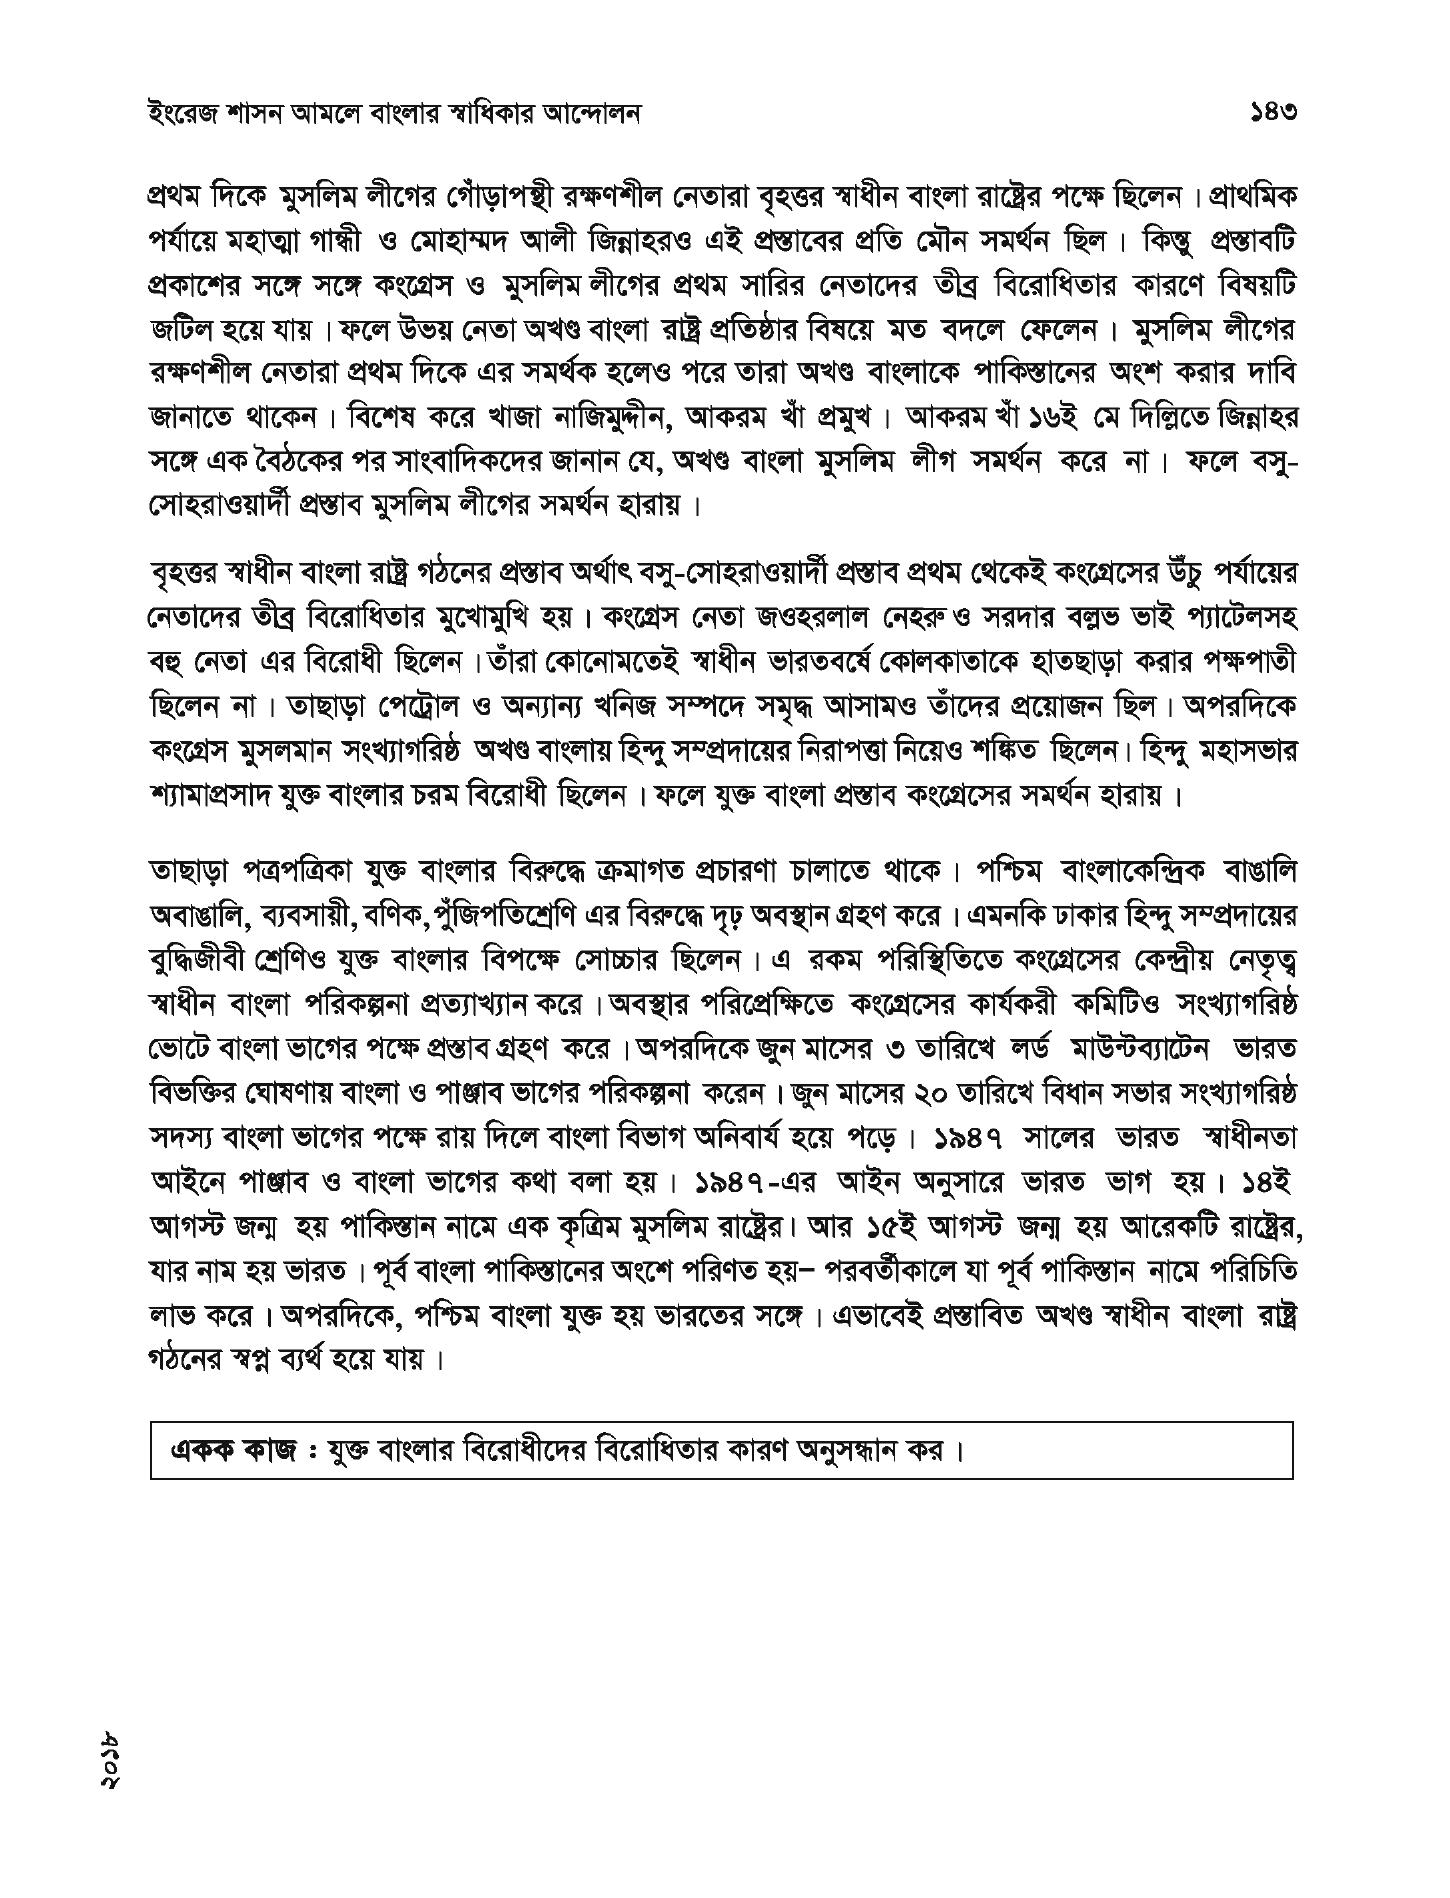 ইংরেজ শাসন আমলে বাংলার স্বাধিকার আন্দোলন ১৪৩
প্রথম দিকে মুসলিম লীগের গোঁড়াপন্থী রক্ষণশীল নেতারা বৃহত্তর স্বাধীন বাংলা রাষ্ট্রের পক্ষে ছিলেন । প্রাথমিক
পর্যায়ে মহাত্মা গান্ধী ও মোহাম্মদ আলী জিন্নাহরও এই প্রস্তাবের প্রতি মৌন সমর্থন ছিল । কিন্তু প্রস্তাবটি
প্রকাশের সঙ্গে সঙ্গে কংগ্রেস ও মুসলিম লীগের প্রথম সারির নেতাদের তীব্র বিরোধিতার কারণে বিষয়টি
জটিল হয়ে যায় । ফলে উভয় নেতা অখণ্ড বাংলা রাষ্ট্র প্রতিষ্ঠার বিষয়ে মত বদলে ফেলেন । মুসলিম লীগের
রক্ষণশীল নেতারা প্রথম দিকে এর সমর্থক হলেও পরে তারা অখণ্ড বাংলাকে পাকিস্তানের অংশ করার দাবি
জানাতে থাকেন । বিশেষ করে খাজা নাজিমুদ্দীন, আকরম খাঁ প্রমুখ । আকরম খাঁ ১৬ই মে দিল্লিতে জিন্নাহর
সঙ্গে এক বৈঠকের পর সাংবাদিকদের জানান যে, অখণ্ড বাংলা মুসলিম লীগ সমর্থন করে না । ফলে বসু-
সোহরাওয়ার্দী প্রস্তাব মুসলিম লীগের সমর্থন হারায় ।
বৃহত্তর স্বাধীন বাংলা রাষ্ট্র গঠনের প্রস্তাব অর্থাৎ বসু-সোহরাওয়ার্দী প্রস্তাব প্রথম থেকেই কংগ্রেসের উঁচু পর্যায়ের
নেতাদের তীব্র বিরোধিতার মুখোমুখি হয় । কংগ্রেস নেতা জওহরলাল নেহরু ও সরদার বল্লভ ভাই প্যাটেলসহ
বহু নেতা এর বিরোধী ছিলেন । তাঁরা কোনোমতেই স্বাধীন ভারতবর্ষে কোলকাতাকে হাতছাড়া করার পক্ষপাতী
ছিলেন না । তাছাড়া পেট্রোল ও অন্যান্য খনিজ সম্পদে সমৃদ্ধ আসামও তাঁদের প্রয়োজন ছিল । অপরদিকে
কংগ্রেস মুসলমান সংখ্যাগরিষ্ঠ অখণ্ড বাংলায় হিন্দু সম্প্রদায়ের নিরাপত্তা নিয়েও শঙ্কিত ছিলেন। হিন্দু মহাসভার
শ্যামাপ্রসাদ যুক্ত বাংলার চরম বিরোধী ছিলেন । ফলে যুক্ত বাংলা প্রস্তাব কংগ্রেসের সমর্থন হারায় ।
তাছাড়া পত্রপত্রিকা যুক্ত বাংলার বিরুদ্ধে ক্রমাগত প্রচারণা চালাতে থাকে । পশ্চিম বাংলাকেন্দ্রিক বাঙালি
অবাঙালি, ব্যবসায়ী, বণিক, পুঁজিপতিশ্রেণি এর বিরুদ্ধে দৃঢ় অবস্থান গ্রহণ করে । এমনকি ঢাকার হিন্দু সম্প্রদায়ের
বুদ্ধিজীবী শ্রেণিও যুক্ত বাংলার বিপক্ষে সোচ্চার ছিলেন । এ রকম পরিস্থিতিতে কংগ্রেসের কেন্দ্রীয় নেতৃত্ব
স্বাধীন বাংলা পরিকল্পনা প্রত্যাখ্যান করে । অবস্থার পরিপ্রেক্ষিতে কংগ্রেসের কার্যকরী কমিটিও সংখ্যাগরিষ্ঠ
ভোটে বাংলা ভাগের পক্ষে প্রস্তাব গ্রহণ করে । অপরদিকে জুন মাসের ৩ তারিখে লর্ড মাউন্টব্যাটেন ভারত
বিভক্তির ঘোষণায় বাংলা ও পাঞ্জাব ভাগের পরিকল্পনা করেন । জুন মাসের ২০ তারিখে বিধান সভার সংখ্যাগরিষ্ঠ
সদস্য বাংলা ভাগের পক্ষে রায় দিলে বাংলা বিভাগ অনিবার্য হয়ে পড়ে । ১৯৪৭ সালের ভারত স্বাধীনতা
আইনে পাঞ্জাব ও বাংলা ভাগের কথা বলা হয় । ১৯৪৭-এর আইন অনুসারে ভারত ভাগ হয় । ১৪ই
আগস্ট জন্ম হয় পাকিস্তান নামে এক কৃত্রিম মুসলিম রাষ্ট্রের। আর ১৫ই আগস্ট জন্ম হয় আরেকটি রাষ্ট্রের,
যার নাম হয় ভারত । পূর্ব বাংলা পাকিস্তানের অংশে পরিণত হয়– পরবর্তীকালে যা পূর্ব পাকিস্তান নামে পরিচিতি
লাভ করে । অপরদিকে, পশ্চিম বাংলা যুক্ত হয় ভারতের সঙ্গে । এভাবেই প্রস্তাবিত অখণ্ড স্বাধীন বাংলা রাষ্ট্র
গঠনের স্বপ্ন ব্যর্থ হয়ে যায় ।
একক কাজ : যুক্ত বাংলার বিরোধীদের বিরোধিতার কারণ অনুসন্ধান কর ।
২০১৮